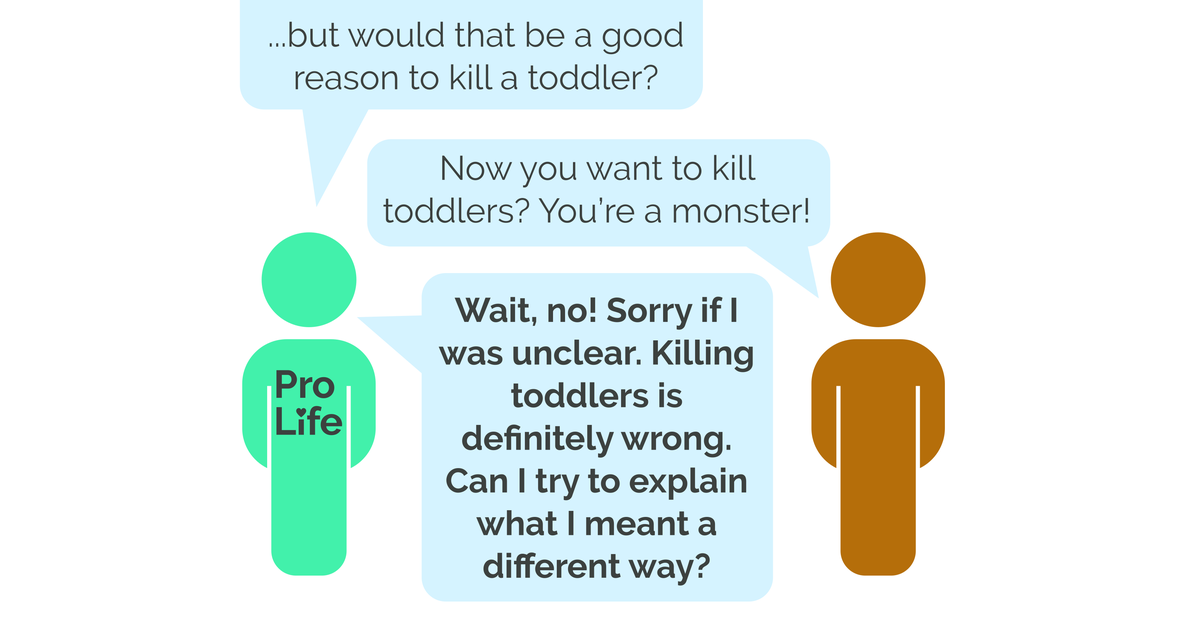 ...but would that be a good
reason to kill a toddler?
Now you want to kill
toddlers? You’re a monster!
Wait, no! Sorry if I
was unclear. Killing
toddlers is
definitely wrong.
Can I try to explain
what I meant a
different way?
Pro
Life